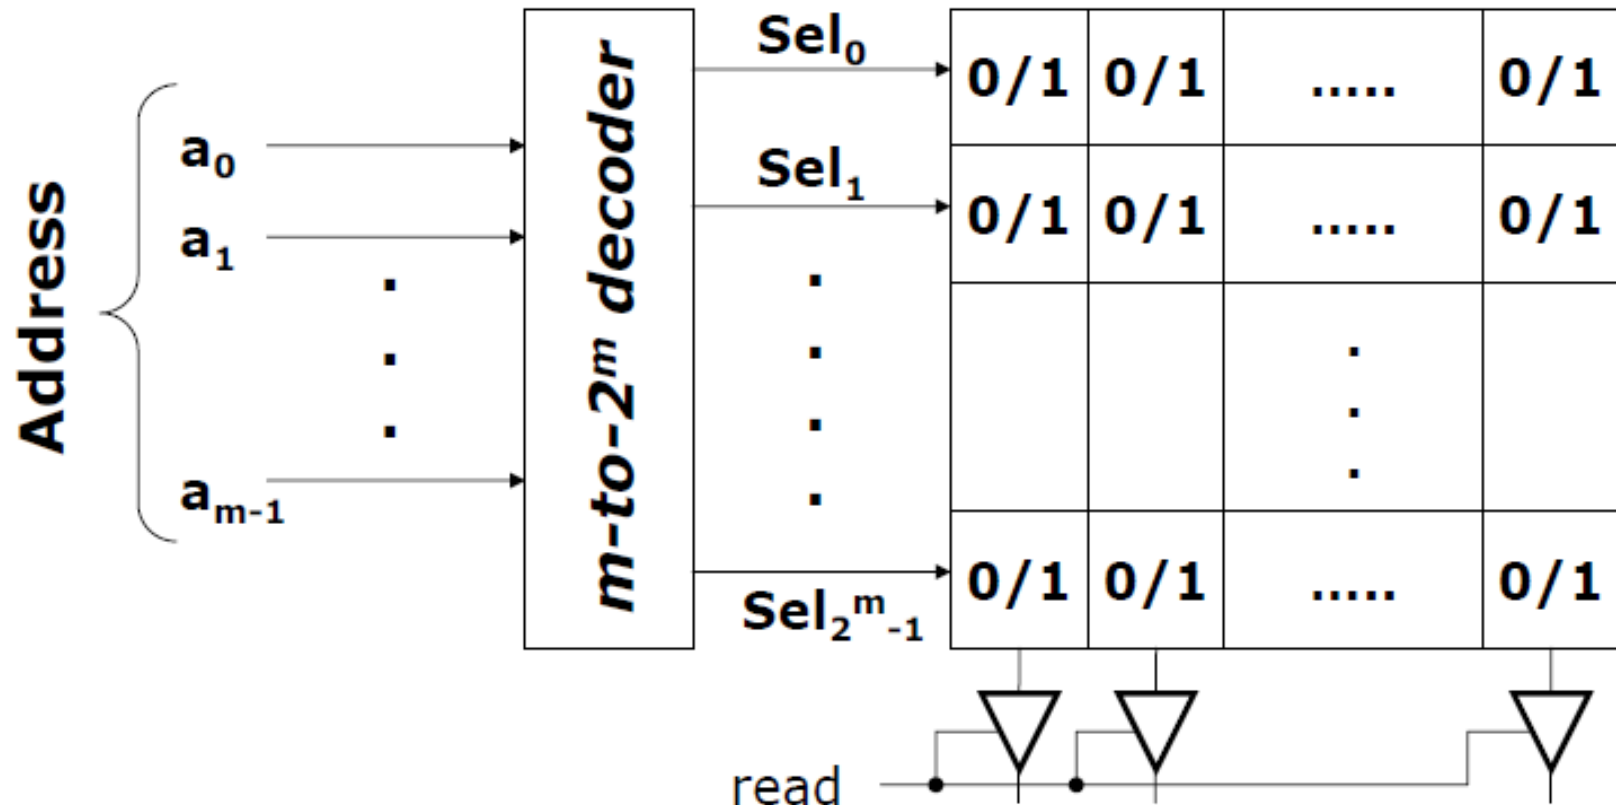 Address
a₀
a₁
aₘ₋₁
m-to-2ᵐ decoder
Sel₀
Sel₁
Sel₂ᵐ₋₁
0/1 0/1 ..... 0/1
0/1 0/1 ..... 0/1
0/1 0/1 ..... 0/1
read